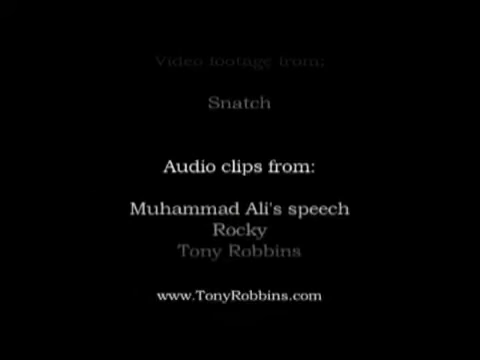 Video footage from:
Snatch
Audio clips from:
Muhammad Ali's speech
Rocky
Tony Robbins
www.TonyRobbins.com